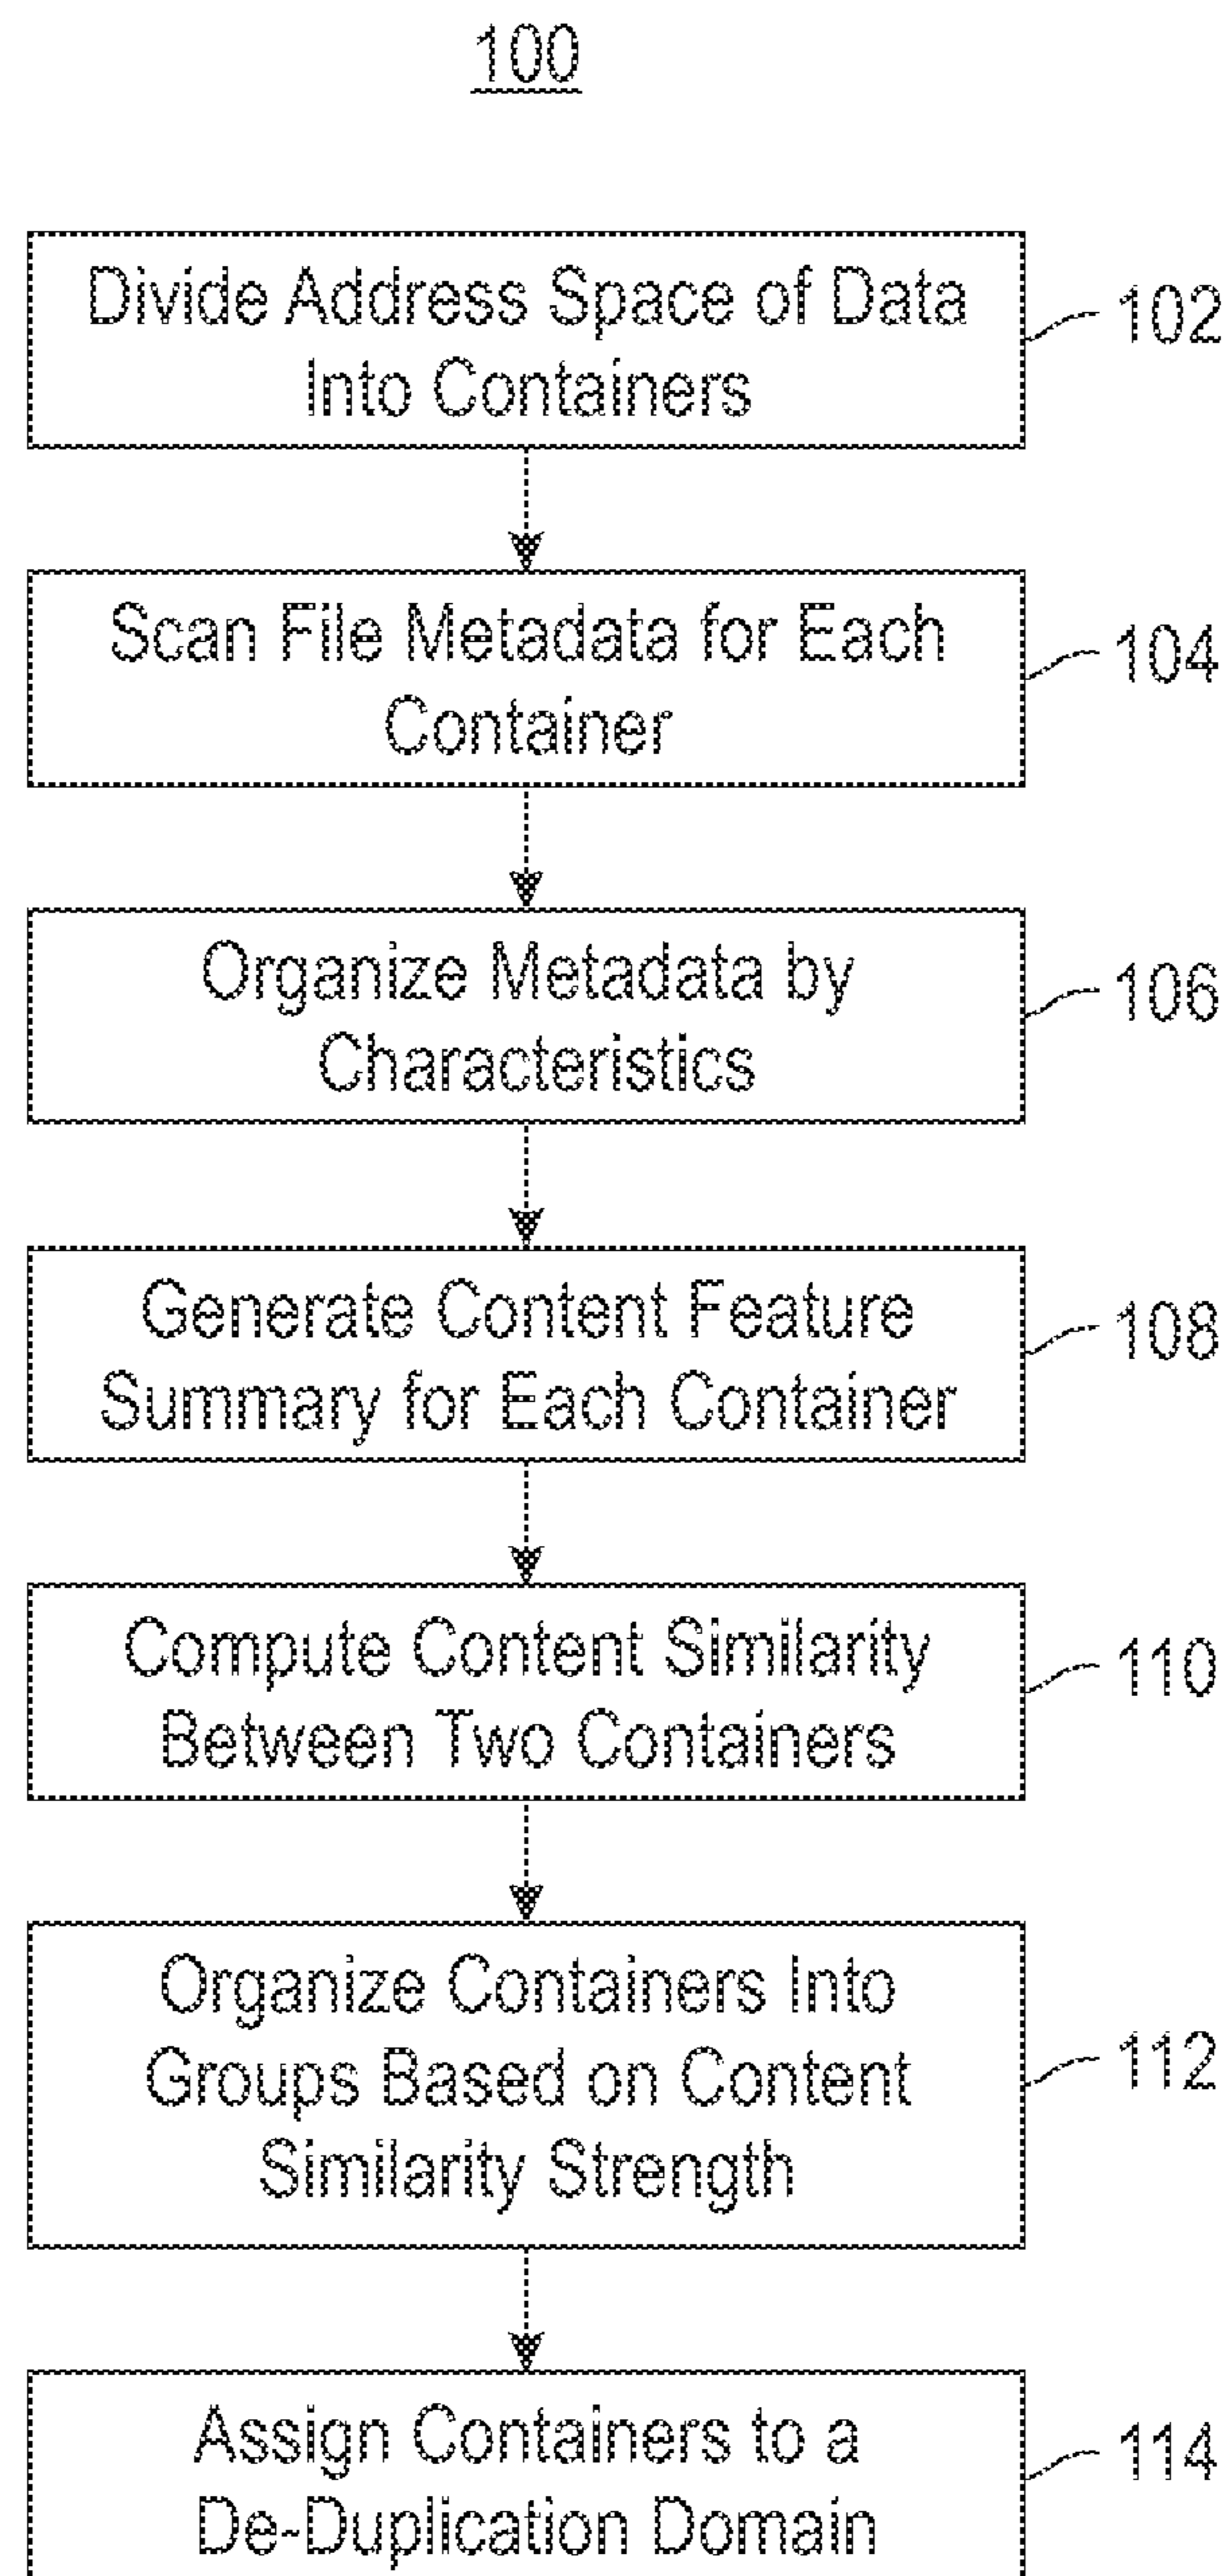 100
Divide Address Space of Data
Into Containers
102
Scan File Metadata for Each
Container
104
Organize Metadata by
Characteristics
106
Generate Content Feature
Summary for Each Container
108
Compute Content Similarity
Between Two Containers
110
Organize Containers Into
Groups Based on Content
Similarity Strength
112
Assign Containers to a
De-Duplication Domain
114